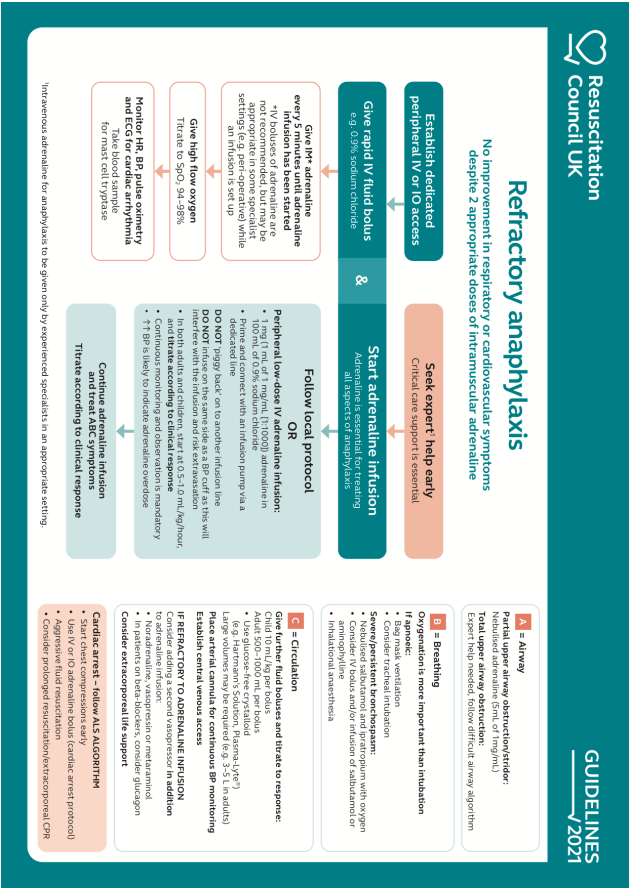 Resuscitation
Council UK
GUIDELINES
2021
Refractory anaphylaxis
No improvement in respiratory or cardiovascular symptoms
despite 2 appropriate doses of intramuscular adrenaline
Establish dedicated
peripheral IV or IO access
Seek expert¹ help early
Critical care support is essential
Give rapid IV fluid bolus
e.g. 0.9% sodium chloride
&
Start adrenaline infusion
Adrenaline is essential for treating
all aspects of anaphylaxis
Give IM* adrenaline
every 5 minutes until adrenaline
infusion has been started
*IV boluses of adrenaline are
not recommended, but may be
appropriate in some specialist
settings (e.g. peri-operative) while
an infusion is set up
Give high flow oxygen
Titrate to SpO₂ 94–98%
Monitor HR, BP, pulse oximetry
and ECG for cardiac arrhythmia
Take blood sample
for mast cell tryptase
Follow local protocol
OR
Peripheral low-dose IV adrenaline infusion:
• 1 mg (1 mL of 1 mg/mL [1:1000]) adrenaline in
100 mL of 0.9% sodium chloride
• Prime and connect with an infusion pump via a
dedicated line
DO NOT 'piggy back' on to another infusion line
DO NOT infuse on the same side as a BP cuff as this will
interfere with the infusion and risk extravasation
• In both adults and children, start at 0.5–1.0 mL/kg/hour,
and titrate according to clinical response
• Continuous monitoring and observation is mandatory
• ↑↑ BP is likely to indicate adrenaline overdose
Continue adrenaline infusion
and treat ABC symptoms
Titrate according to clinical response
A = Airway
Partial upper airway obstruction/stridor:
Nebulised adrenaline (5mL of 1mg/mL)
Total upper airway obstruction:
Expert help needed, follow difficult airway algorithm
B = Breathing
Oxygenation is more important than intubation
If apnoeic:
• Bag mask ventilation
• Consider tracheal intubation
Severe/persistent bronchospasm:
• Nebulised salbutamol and ipratropium with oxygen
• Consider IV bolus and/or infusion of salbutamol or
aminophylline
• Inhalational anaesthesia
C = Circulation
Give further fluid boluses and titrate to response:
Child 10 mL/kg per bolus
Adult 500–1000 mL per bolus
• Use glucose-free crystalloid
(e.g. Hartmann's Solution, Plasma-Lyte®)
Large volumes may be required (e.g. 3–5 L in adults)
Place arterial cannula for continuous BP monitoring
Establish central venous access
IF REFRACTORY TO ADRENALINE INFUSION
Consider adding a second vasopressor in addition
to adrenaline infusion:
• Noradrenaline, vasopressin or metaraminol
• In patients on beta-blockers, consider glucagon
Consider extracorporeal life support
Cardiac arrest – follow ALS ALGORITHM
• Start chest compressions early
• Use IV or IO adrenaline bolus (cardiac arrest protocol)
• Aggressive fluid resuscitation
• Consider prolonged resuscitation/extracorporeal CPR
¹Intravenous adrenaline for anaphylaxis to be given only by experienced specialists in an appropriate setting.